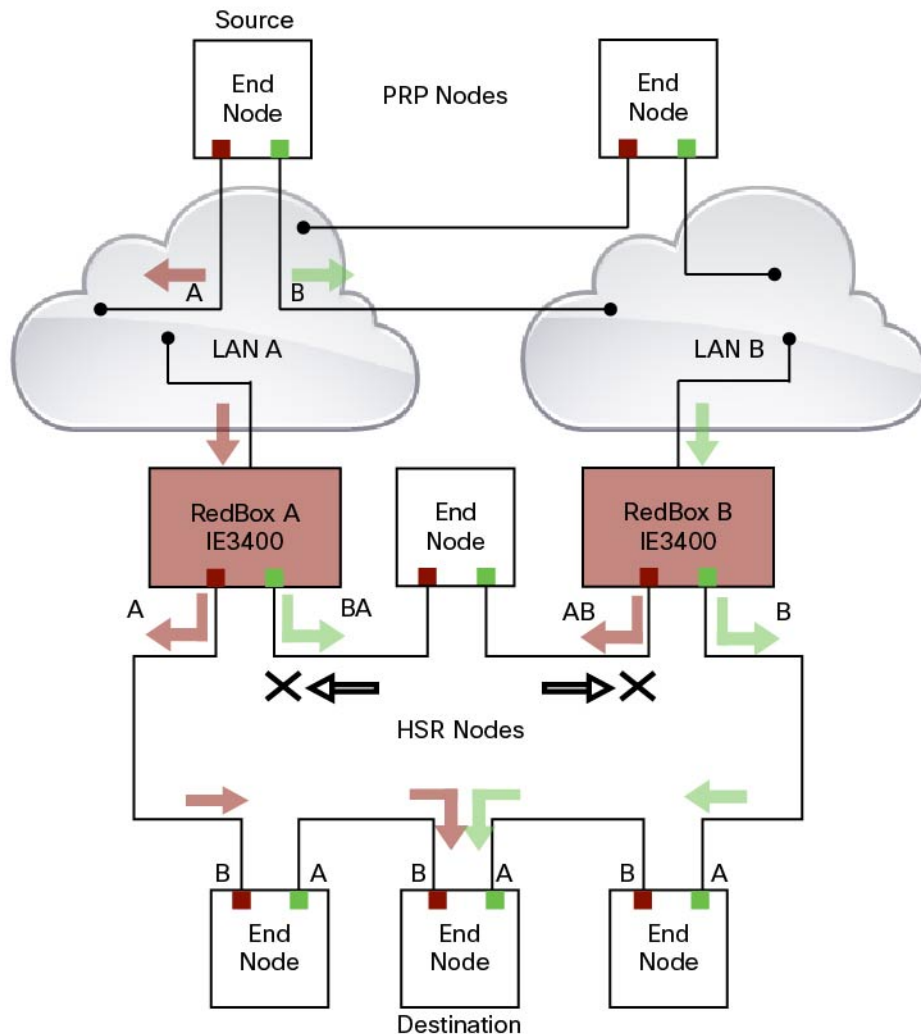 Source
End
Node
PRP Nodes
End
Node
A
B
LAN A
LAN B
RedBox A
IE3400
End
Node
RedBox B
IE3400
A
BA
AB
B
HSR Nodes
B
A
B
A
B
A
End
Node
End
Node
End
Node
Destination